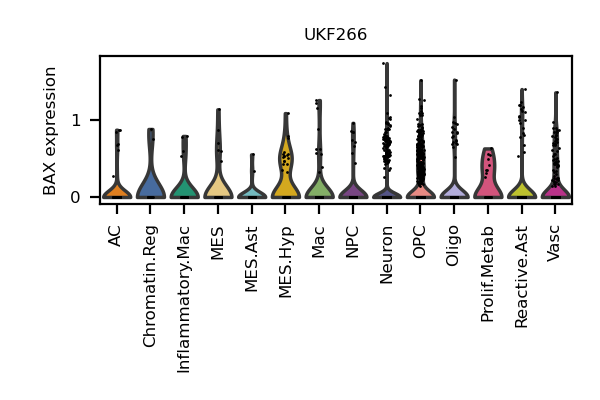 UKF266
BAX expression
1
0
AC
Chromatin.Reg
Inflammatory.Mac
MES
MES.Ast
MES.Hyp
Mac
NPC
Neuron
OPC
Oligo
Prolif.Metab
Reactive.Ast
Vasc